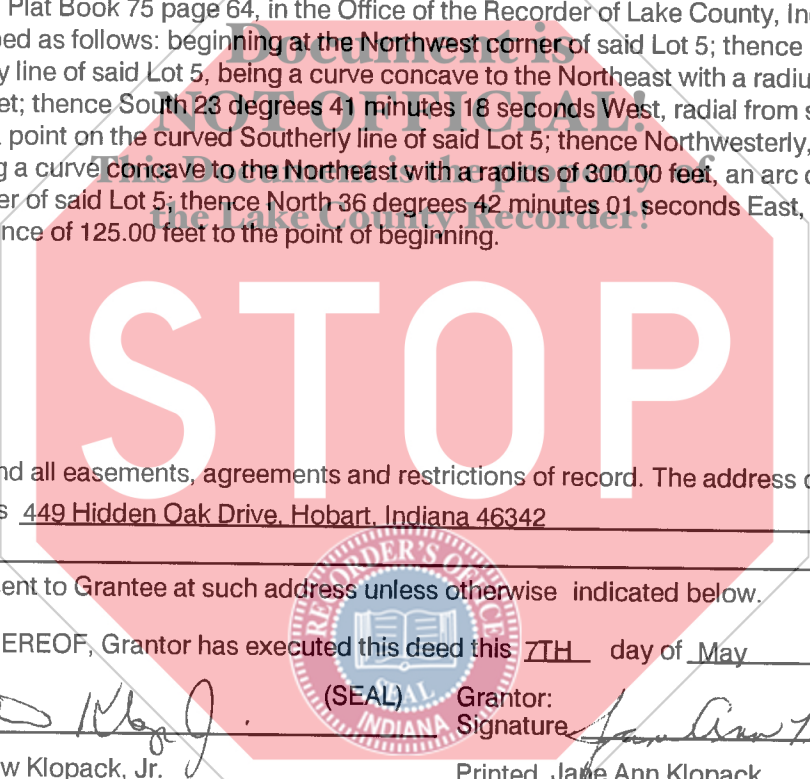 Plat Book 75 page 64, in the Office of the Recorder of Lake County, In
ed as follows: beginning at the Northwest corner of said Lot 5; thence
Document is
y line of said Lot 5, being a curve concave to the Northeast with a radiu
et; thence South 23 degrees 41 minutes 18 seconds West, radial from s
NOT OFFICIAL!
point on the curved Southerly line of said Lot 5; thence Northwesterly,
g a curve concave to the Northeast with a radius of 300.00 feet, an arc
This Document is the property of
er of said Lot 5; thence North 36 degrees 42 minutes 01 seconds East,
the Lake County Recorder!
nce of 125.00 feet to the point of beginning.
STOP
nd all easements, agreements and restrictions of record. The address
s 449 Hidden Oak Drive, Hobart, Indiana 46342
RECORDER'S OFFICE
ent to Grantee at such address unless otherwise indicated below.
EREOF, Grantor has executed this deed this 7TH day of May
SEAL
INDIANA
(SEAL) Grantor:
Signature
w Klopack, Jr. Printed Jane Ann Klopack